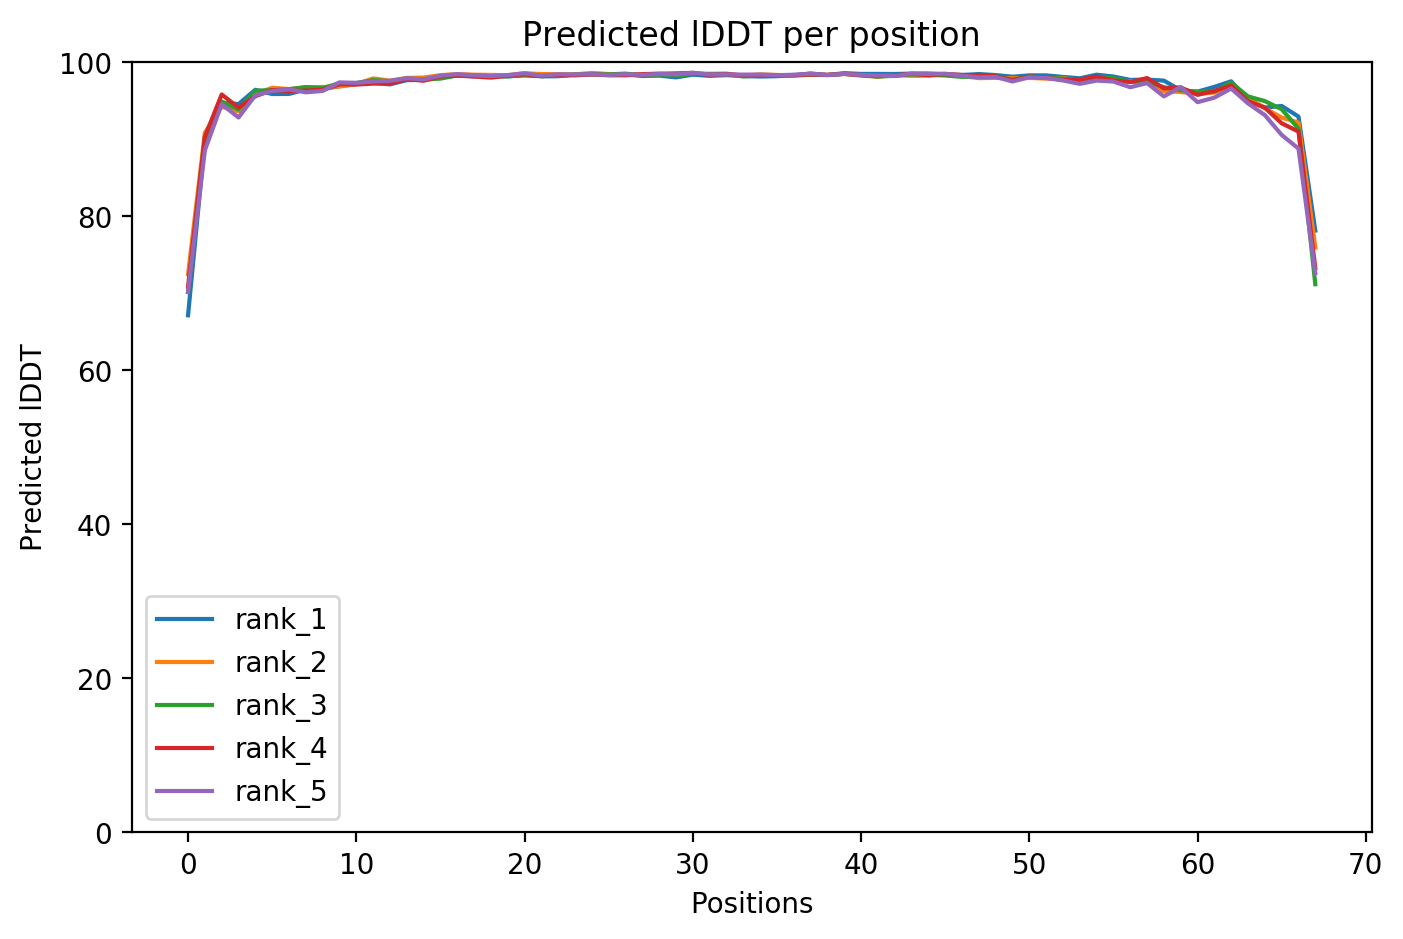 Predicted lDDT per position
100
80
60
40
20
0
Predicted lDDT
rank_1
rank_2
rank_3
rank_4
rank_5
0 10 20 30 40 50 60 70
Positions